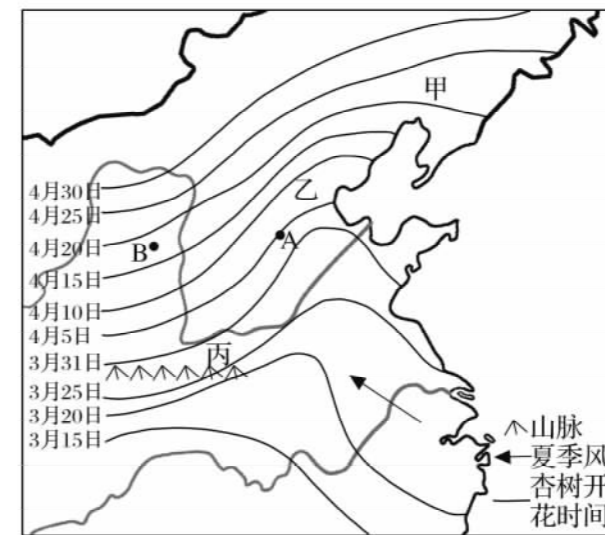 甲
乙
4月30日
4月25日
4月20日
B
A
4月15日
4月10日
4月5日
3月31日
丙
3月25日
3月20日
3月15日
山脉
夏季风
杏树开
花时间